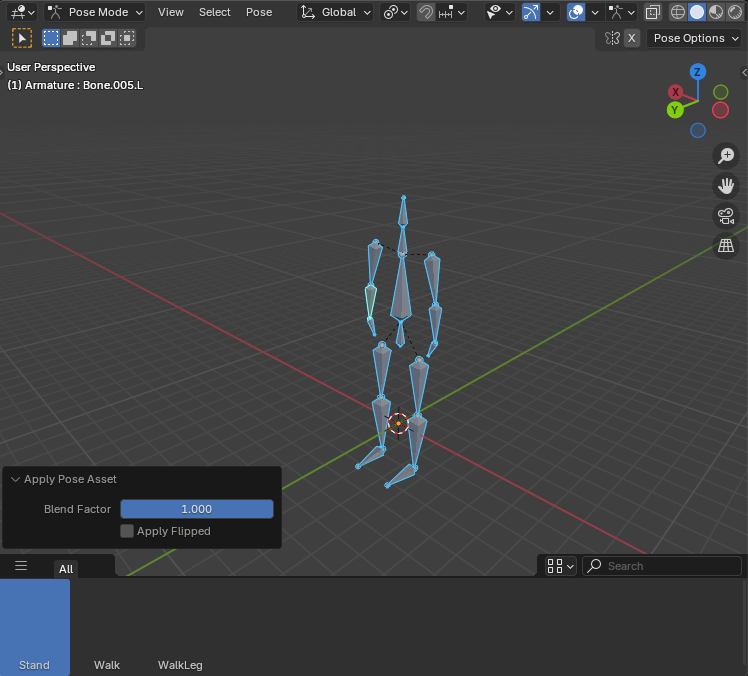 Pose Mode View Select Pose Global
X Pose Options
User Perspective
(1) Armature : Bone.005.L
Z
X
Y
Apply Pose Asset
Blend Factor 1.000
Apply Flipped
All Search
Stand Walk WalkLeg